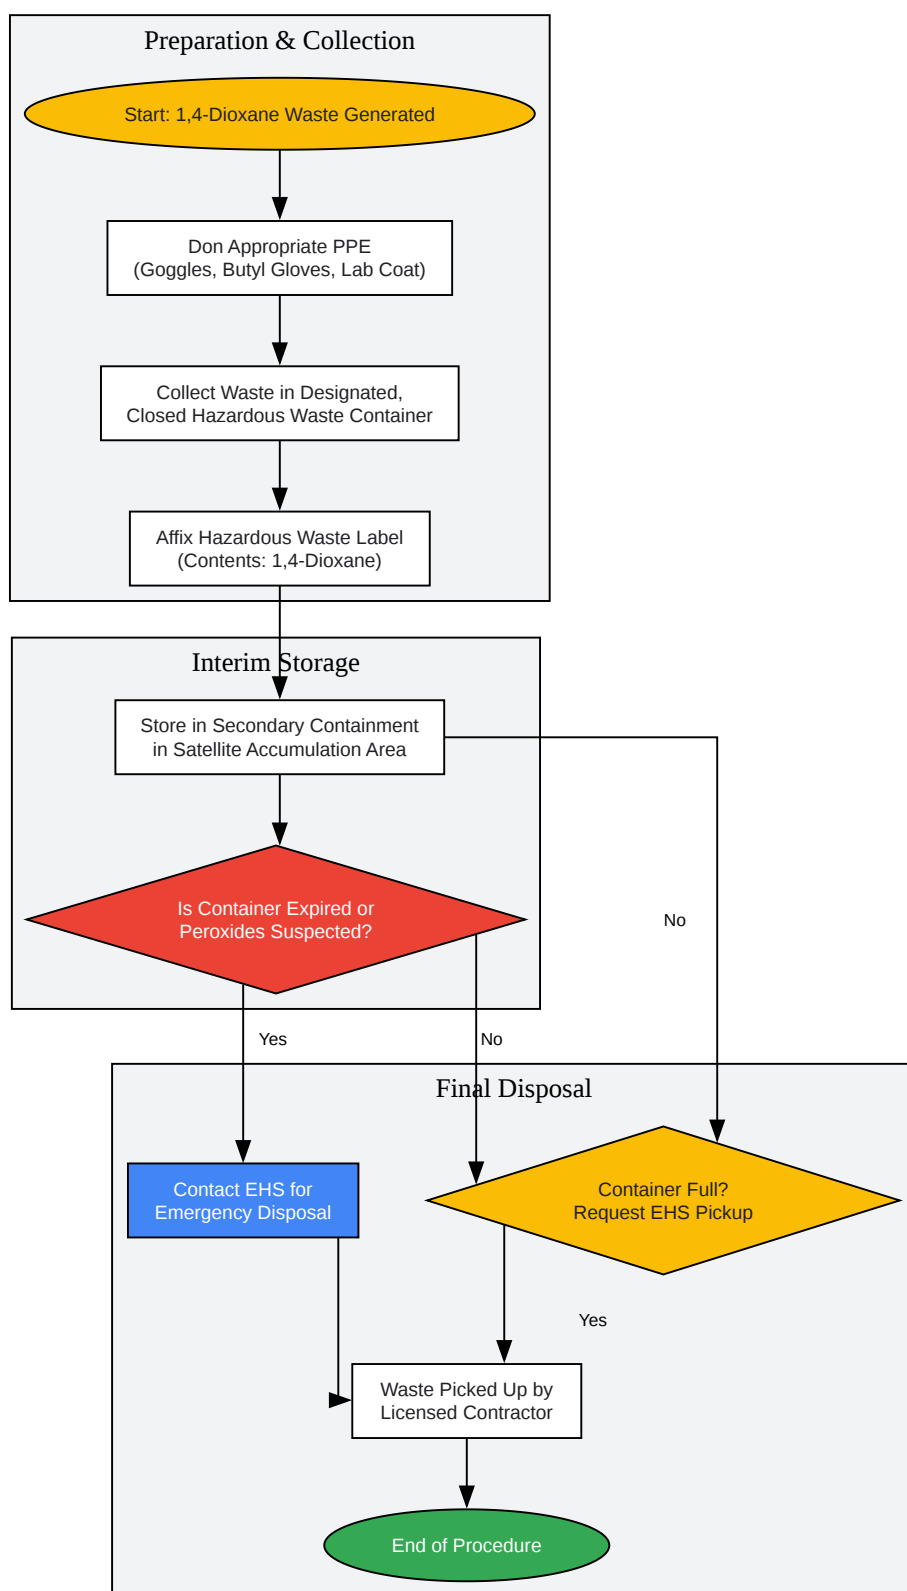 Preparation & Collection
Start: 1,4-Dioxane Waste Generated
Don Appropriate PPE
(Goggles, Butyl Gloves, Lab Coat)
Collect Waste in Designated,
Closed Hazardous Waste Container
Affix Hazardous Waste Label
(Contents: 1,4-Dioxane)
Interim Storage
Store in Secondary Containment
in Satellite Accumulation Area
Is Container Expired or
Peroxides Suspected?
No
Yes
No
Final Disposal
Contact EHS for
Emergency Disposal
Container Full?
Request EHS Pickup
Yes
Waste Picked Up by
Licensed Contractor
End of Procedure